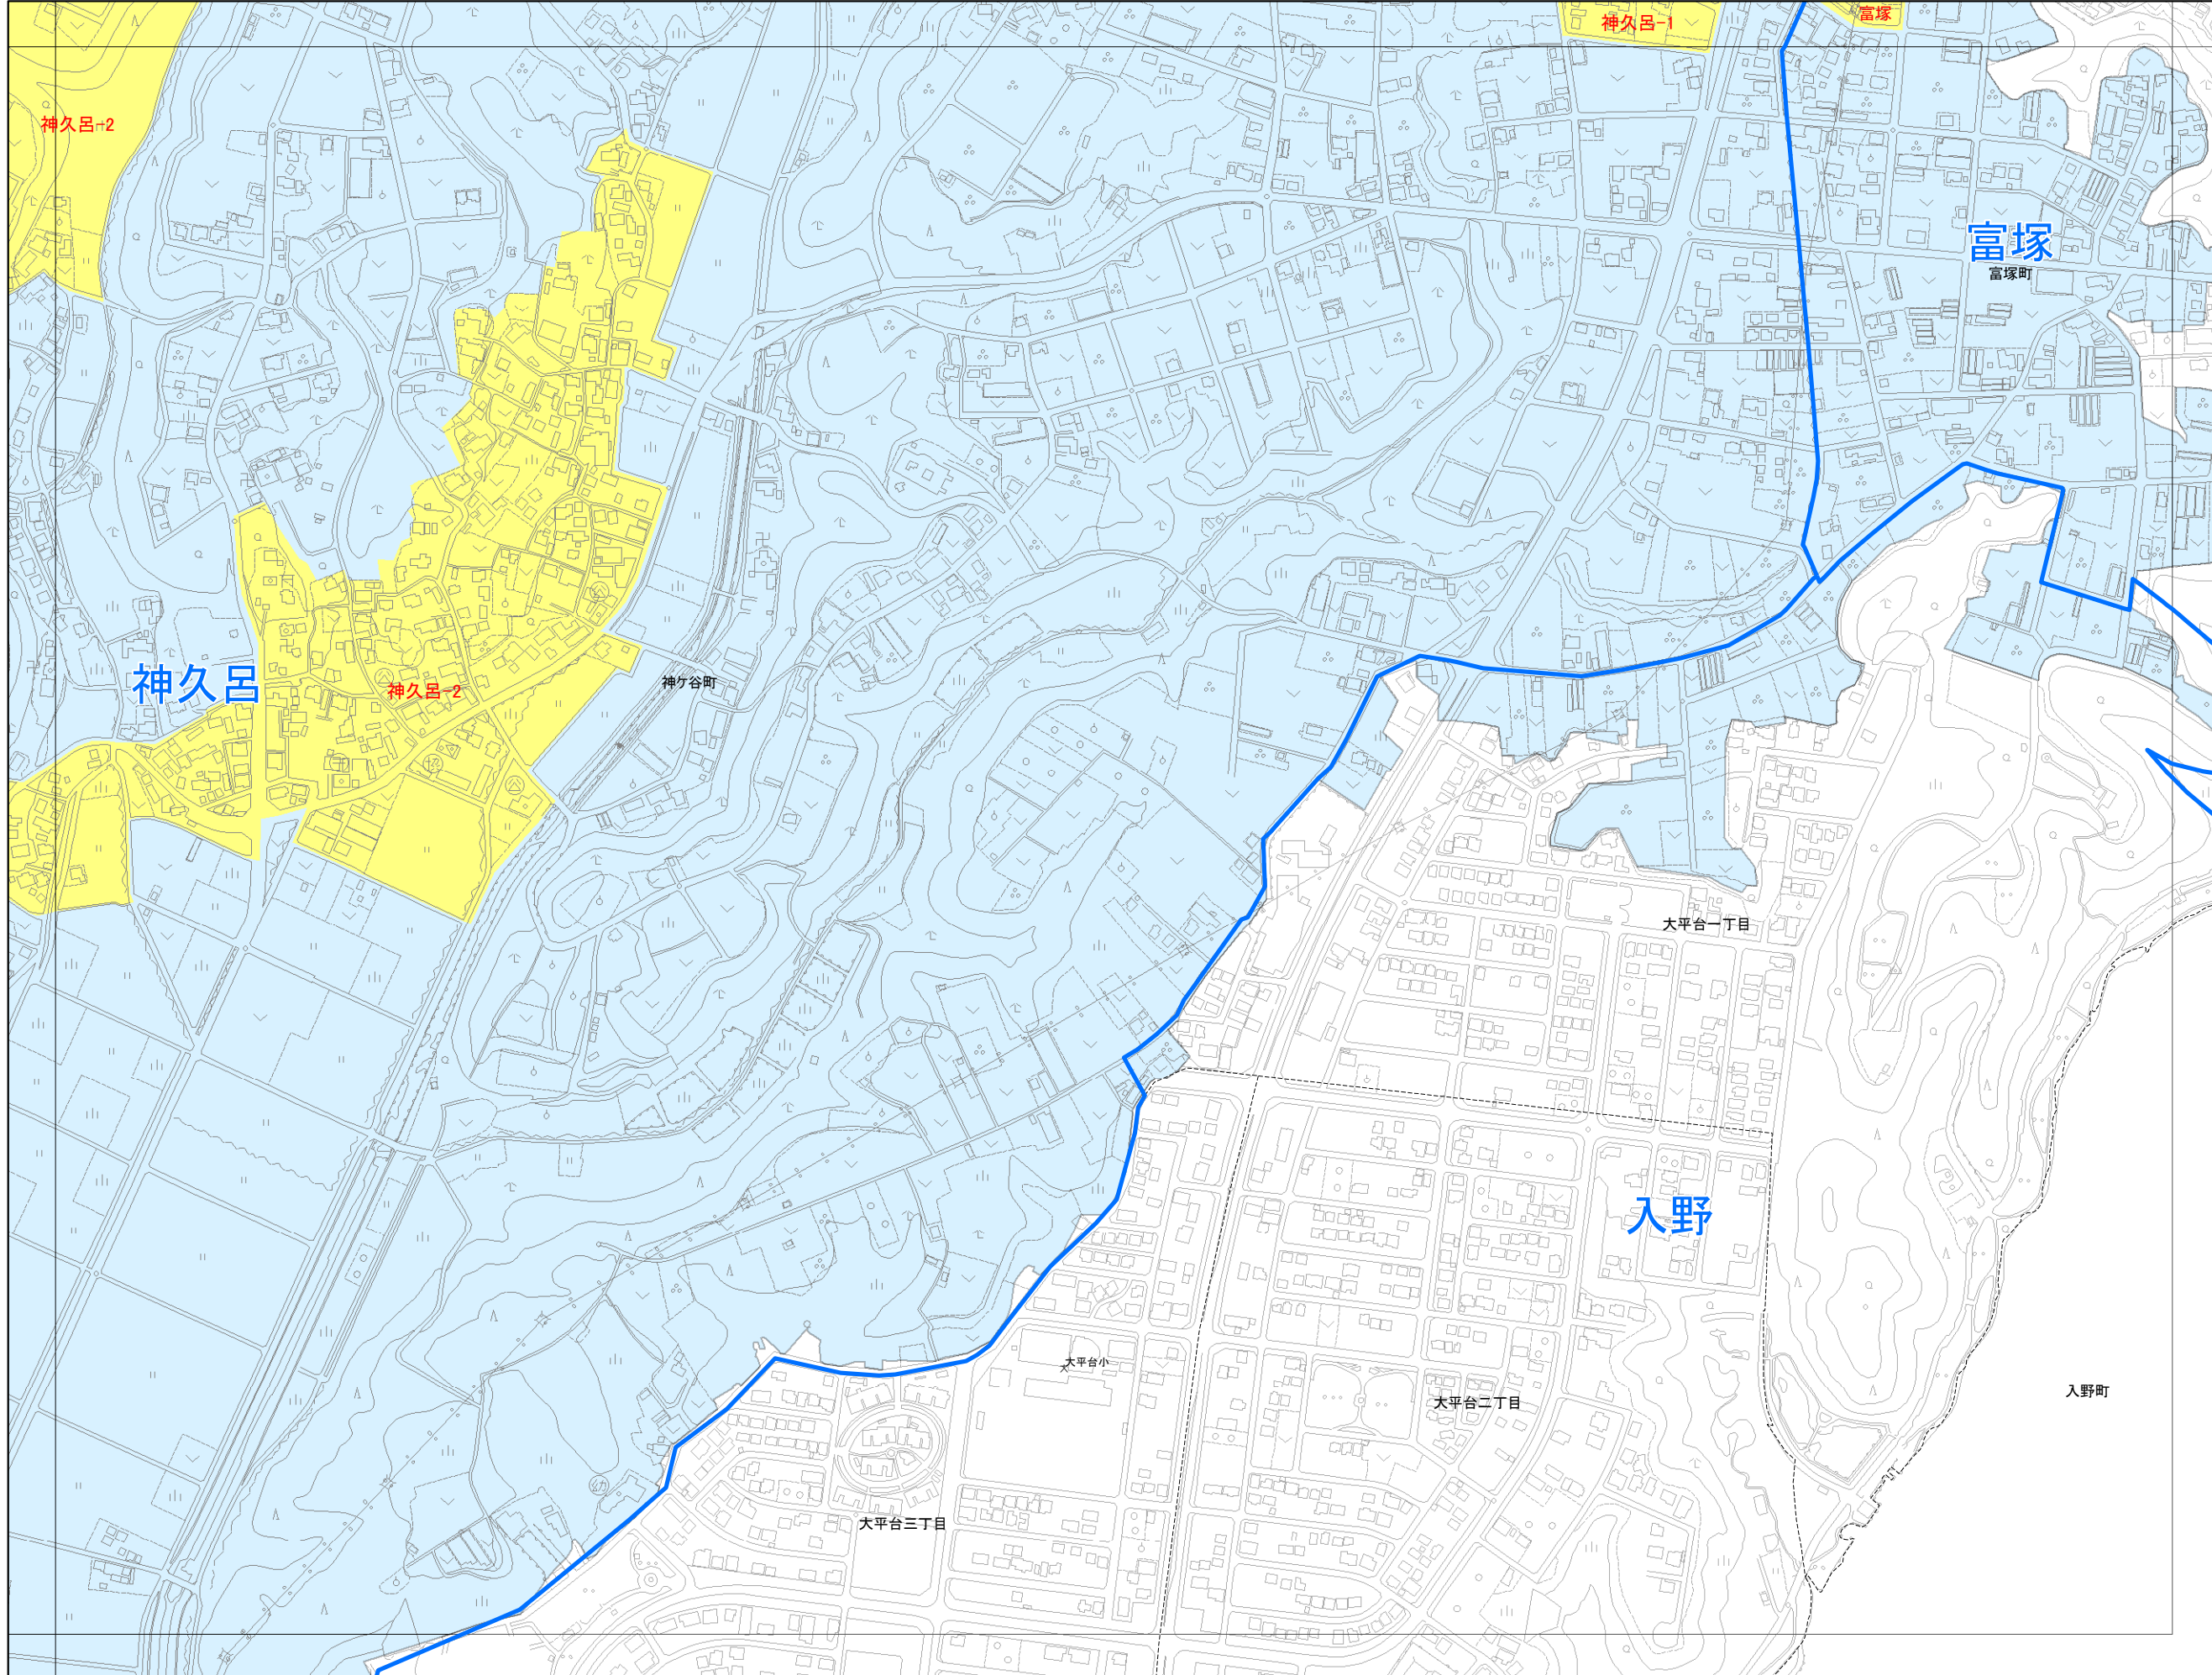 神久呂-1
富塚
神久呂-2
富塚
富塚町
神久呂
神久呂-2
神ケ谷町
大平台一丁目
入野
大平台小
入野町
大平台二丁目
大平台三丁目
幼